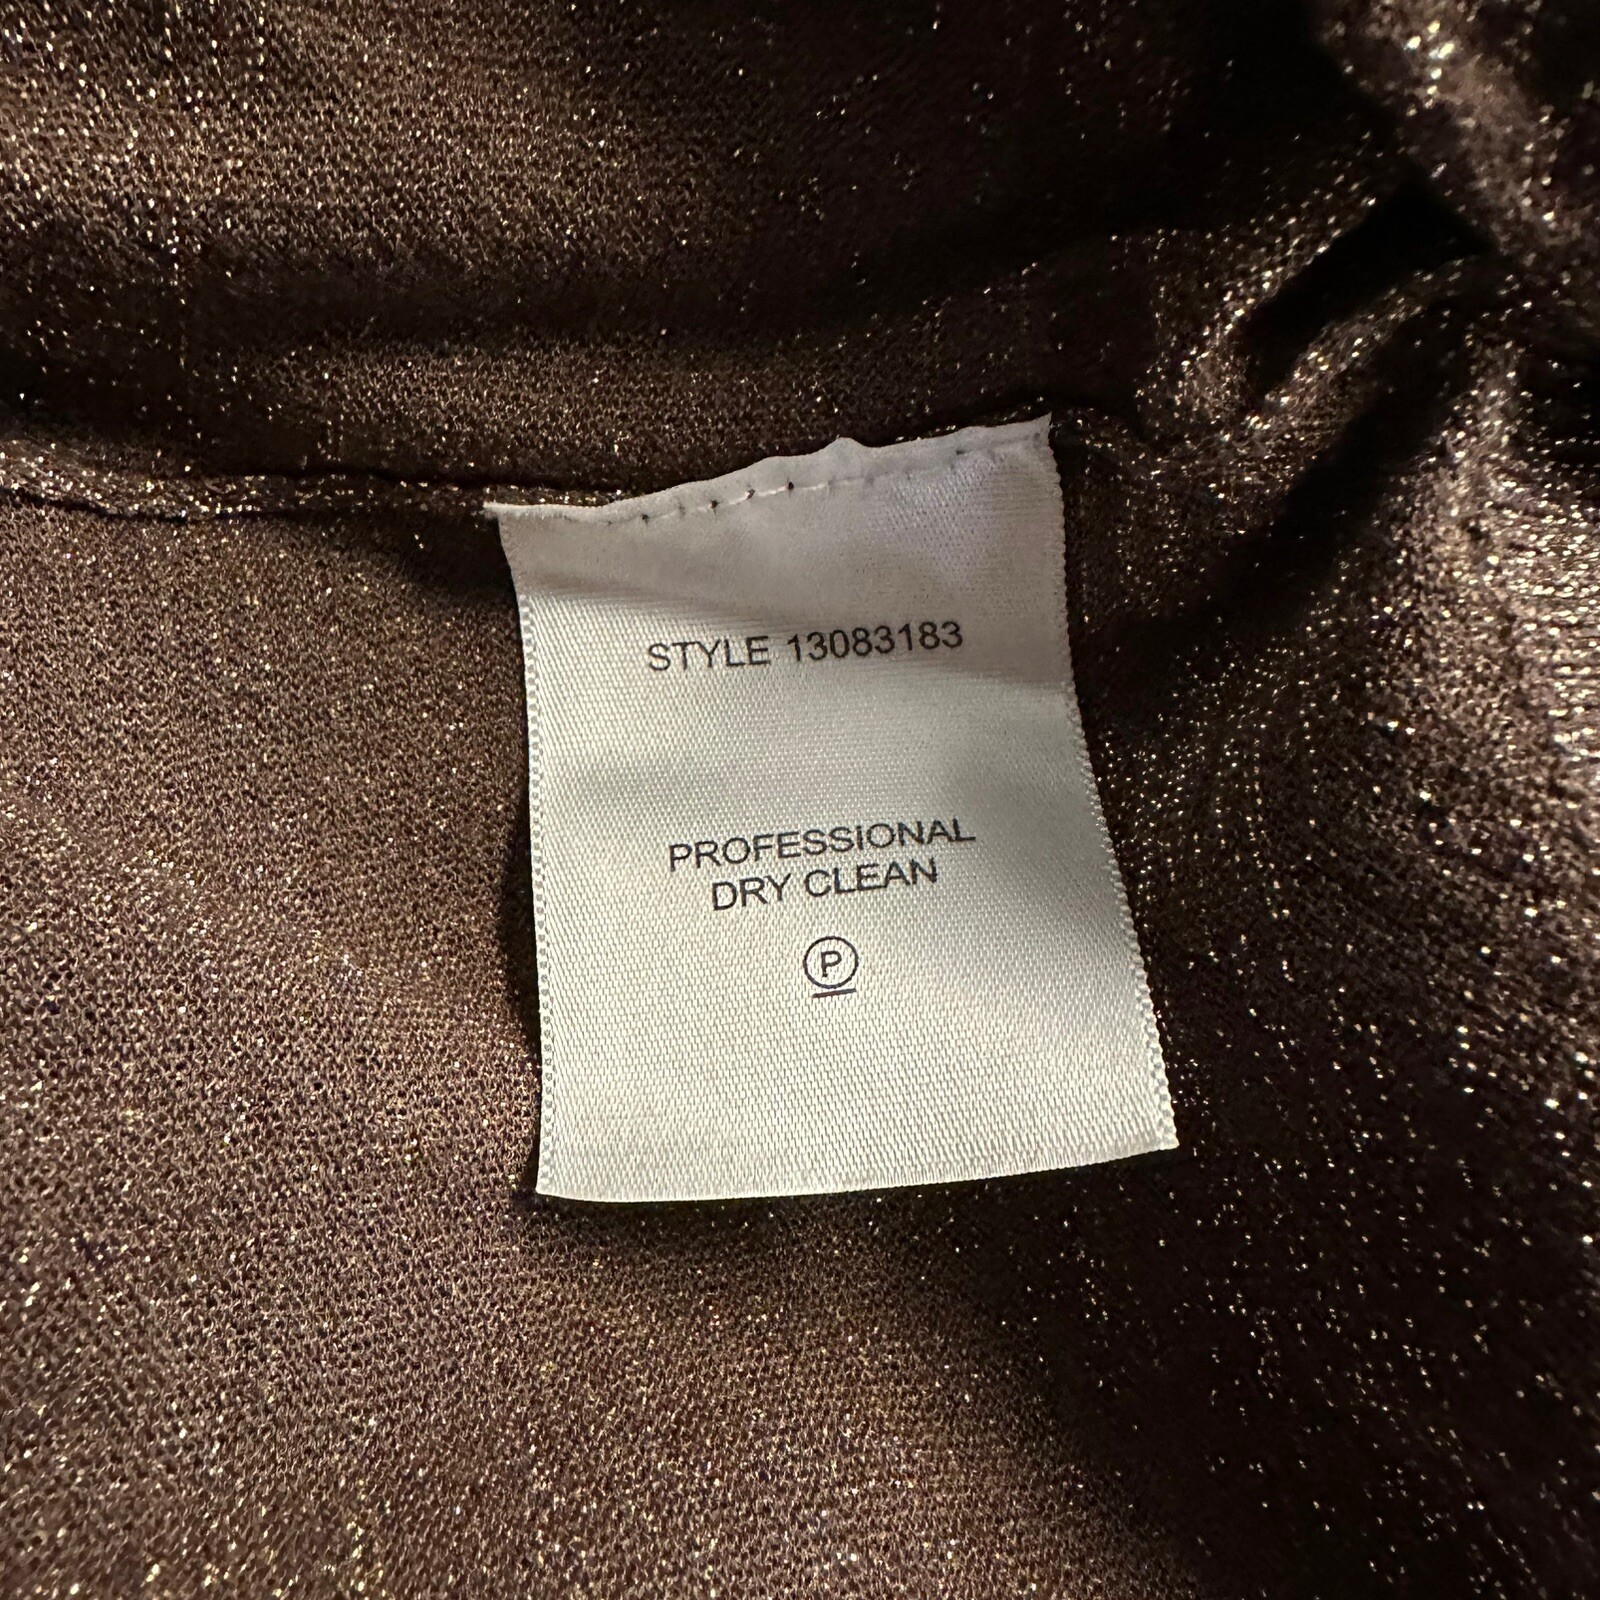 STYLE 13083183
PROFESSIONAL
DRY CLEAN
P